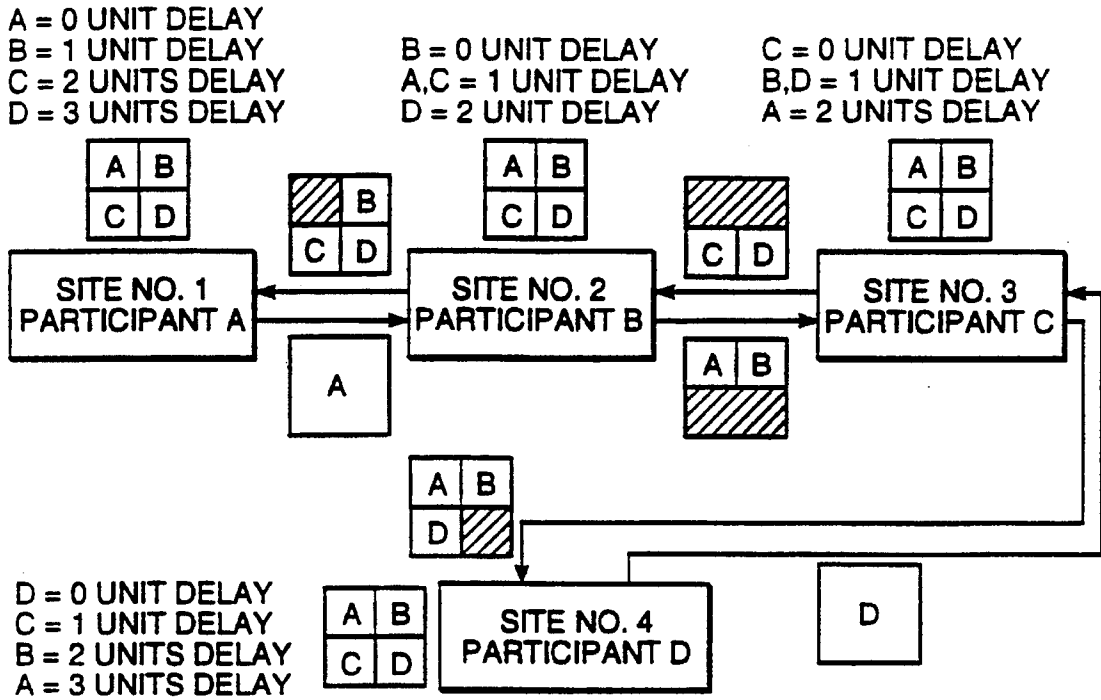 A = 0 UNIT DELAY
B = 1 UNIT DELAY
C = 2 UNITS DELAY
D = 3 UNITS DELAY
B = 0 UNIT DELAY
A,C = 1 UNIT DELAY
D = 2 UNIT DELAY
C = 0 UNIT DELAY
B,D = 1 UNIT DELAY
A = 2 UNITS DELAY
A B
C D
B
C D
A B
C D
C D
A B
C D
SITE NO. 1
PARTICIPANT A
SITE NO. 2
PARTICIPANT B
SITE NO. 3
PARTICIPANT C
A
A B
A B
D
D = 0 UNIT DELAY
C = 1 UNIT DELAY
B = 2 UNITS DELAY
A = 3 UNITS DELAY
A B
C D
SITE NO. 4
PARTICIPANT D
D